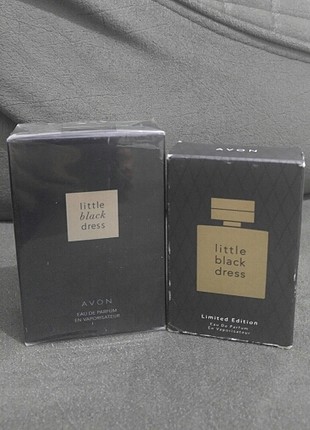 little
black
dress
AVON
EAU DE PARFUM
EN VAPORISATEUR
AVON
little
black
dress
Limited Edition
Eau De Parfum
En Vaporisateur